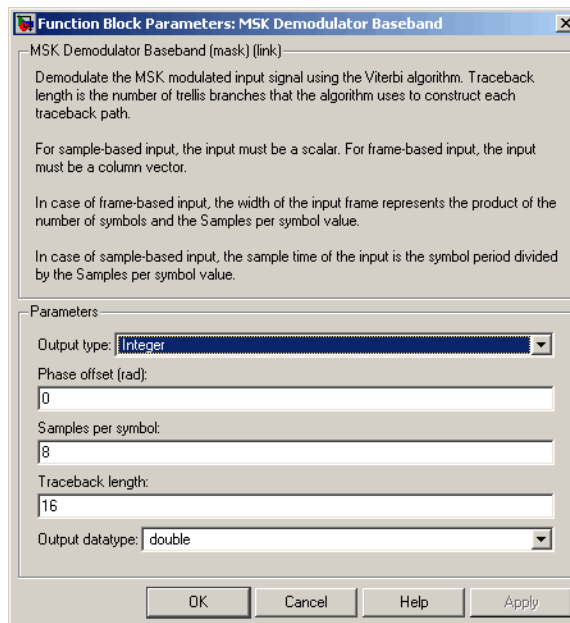 Function Block Parameters: MSK Demodulator Baseband
MSK Demodulator Baseband (mask) (link)
Demodulate the MSK modulated input signal using the Viterbi algorithm. Traceback
length is the number of trellis branches that the algorithm uses to construct each
traceback path.
For sample-based input, the input must be a scalar. For frame-based input, the input
must be a column vector.
In case of frame-based input, the width of the input frame represents the product of the
number of symbols and the Samples per symbol value.
In case of sample-based input, the sample time of the input is the symbol period divided
by the Samples per symbol value.
Parameters
Output type: Integer
Phase offset (rad):
0
Samples per symbol:
8
Traceback length:
16
Output datatype: double
OK Cancel Help Apply